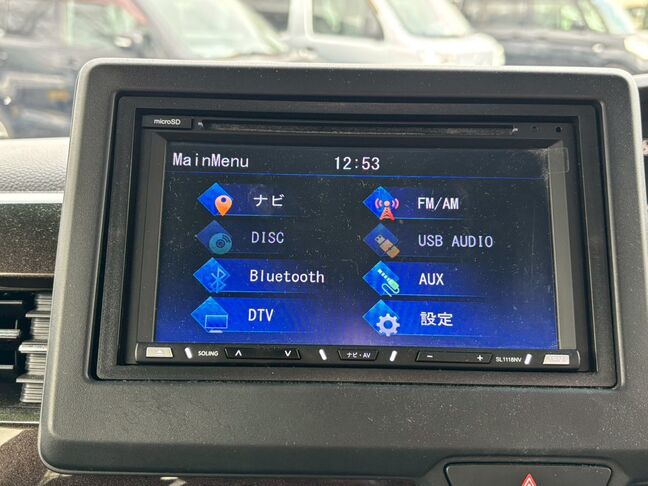 microSD
MainMenu 12:53
ナビ FM/AM
DISC USB AUDIO
Bluetooth AUX
DTV 設定
SOLING ナビ・AV − + SL1118NV